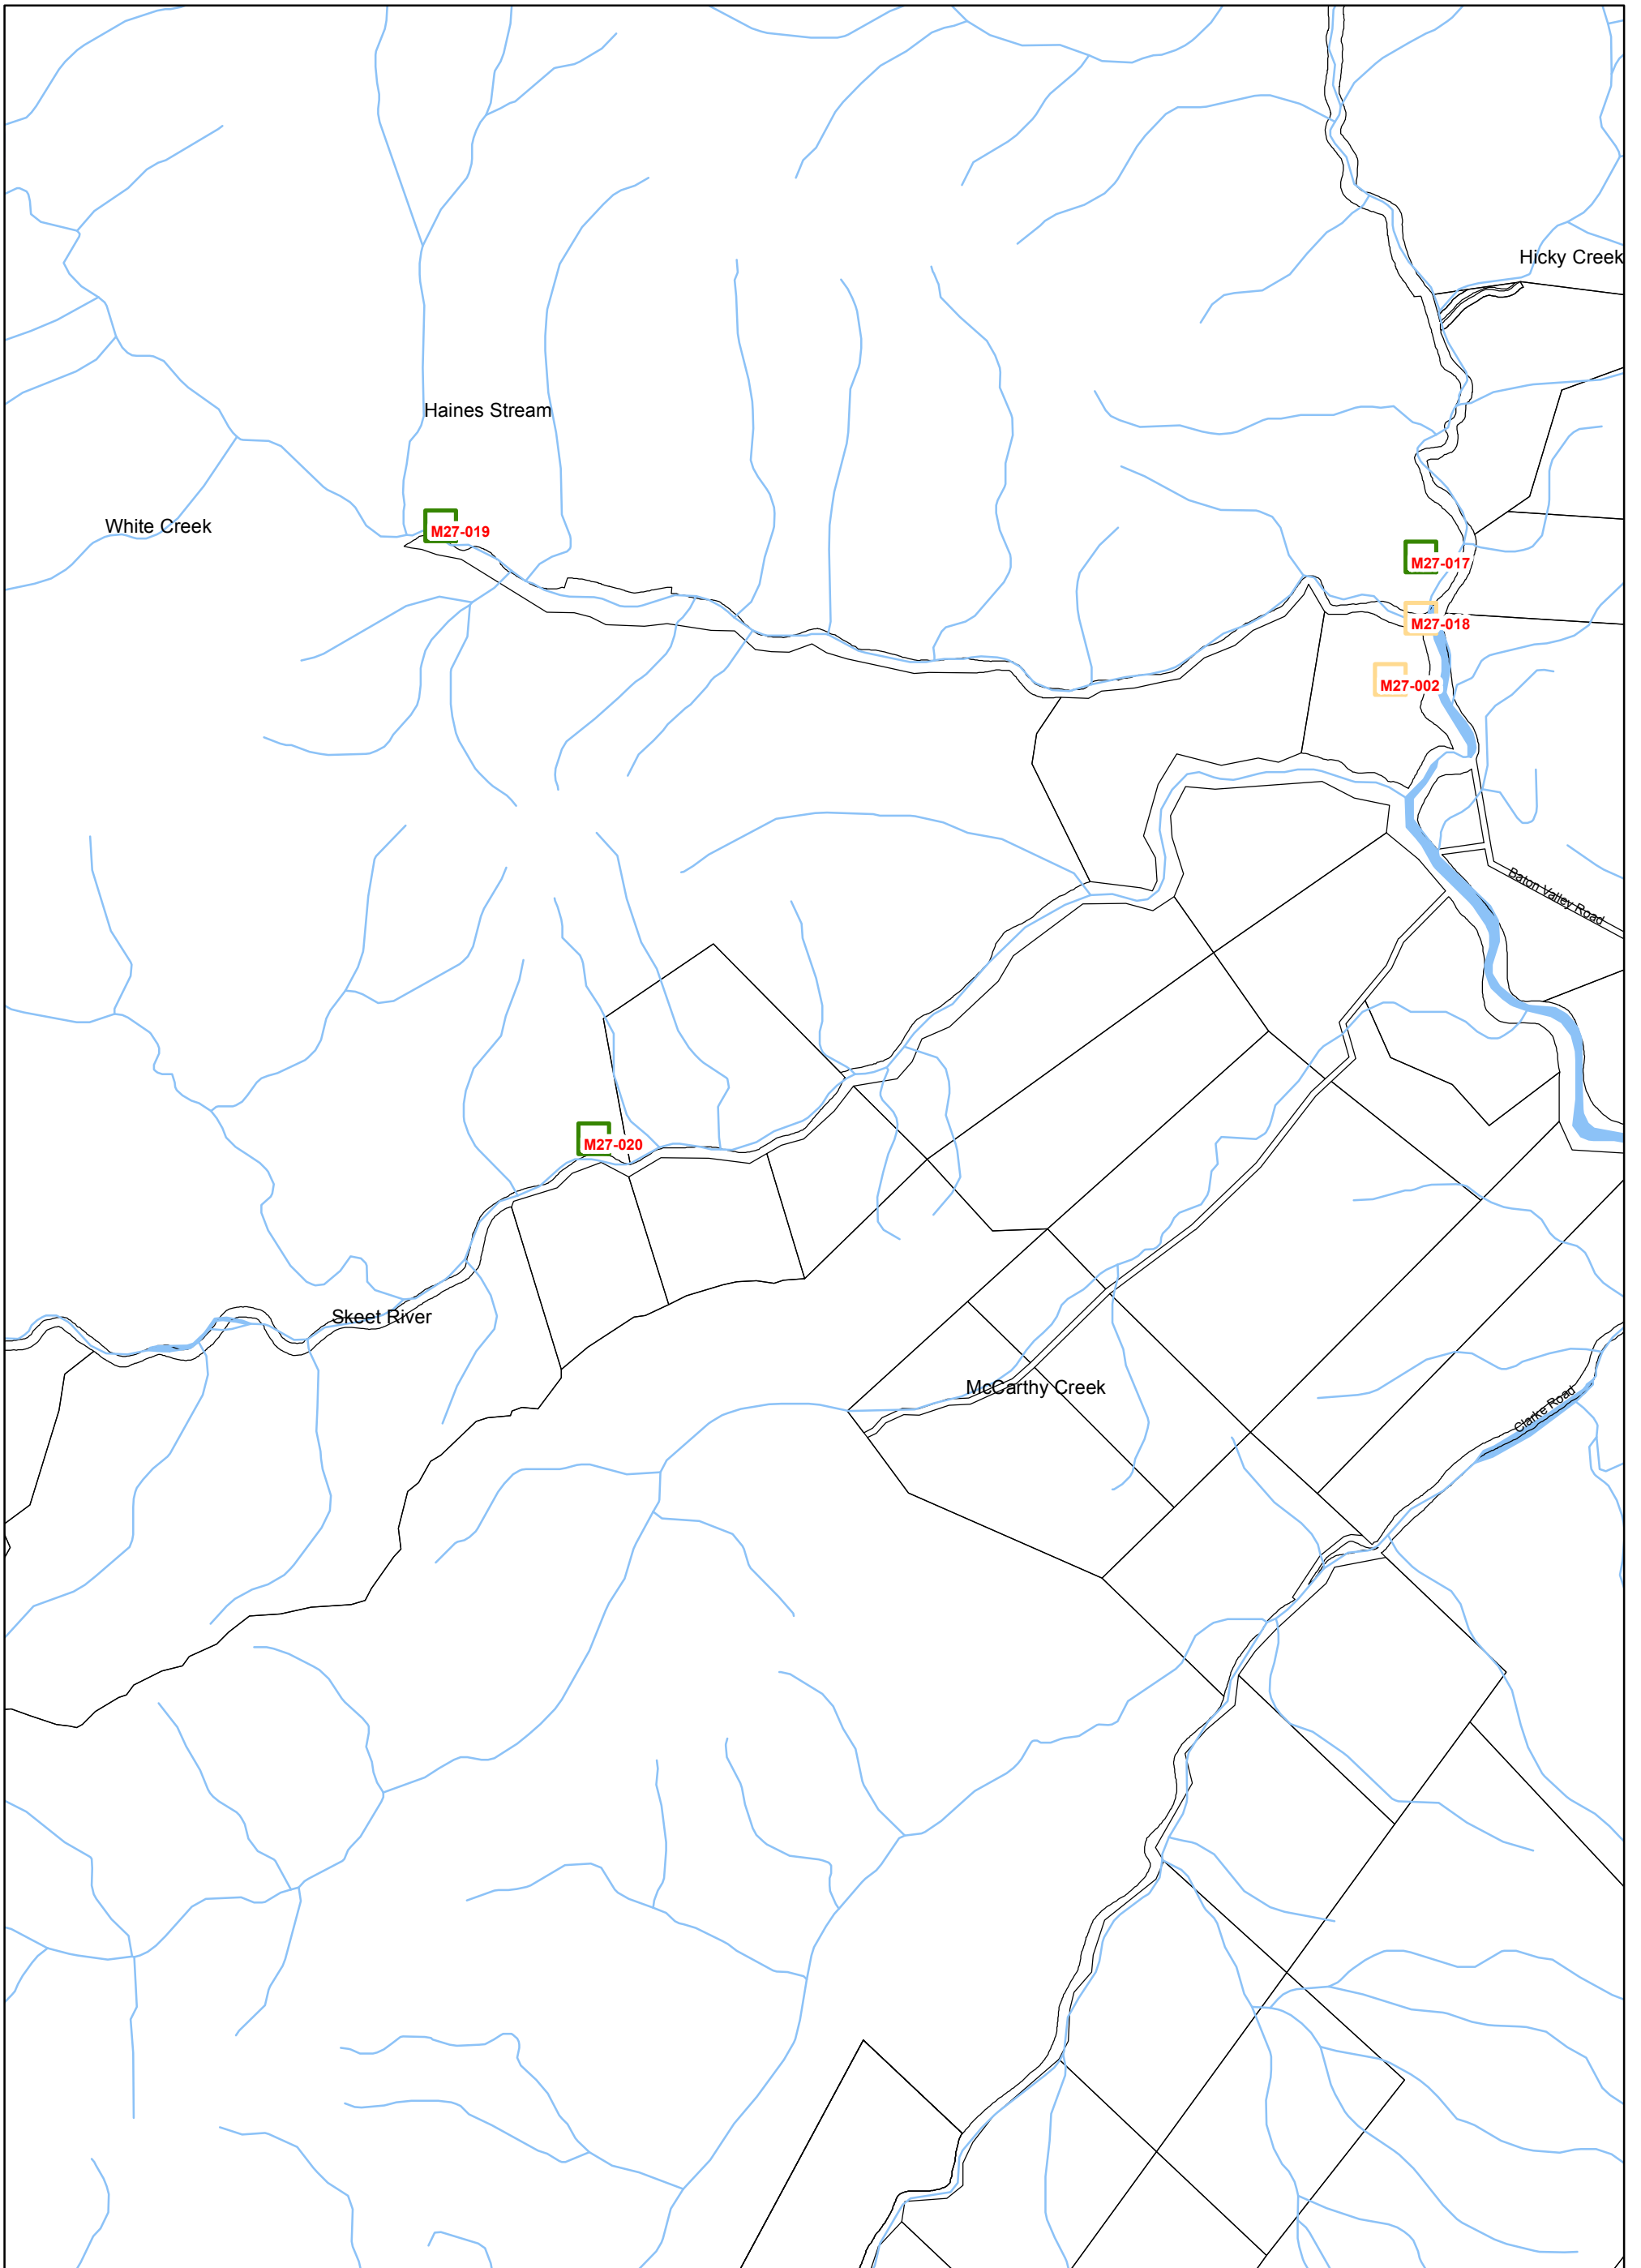 Hicky Creek
Haines Stream
White Creek
M27-019
M27-017
M27-018
M27-002
Baton Valley Road
M27-020
Skeet River
McCarthy Creek
Clarke Road